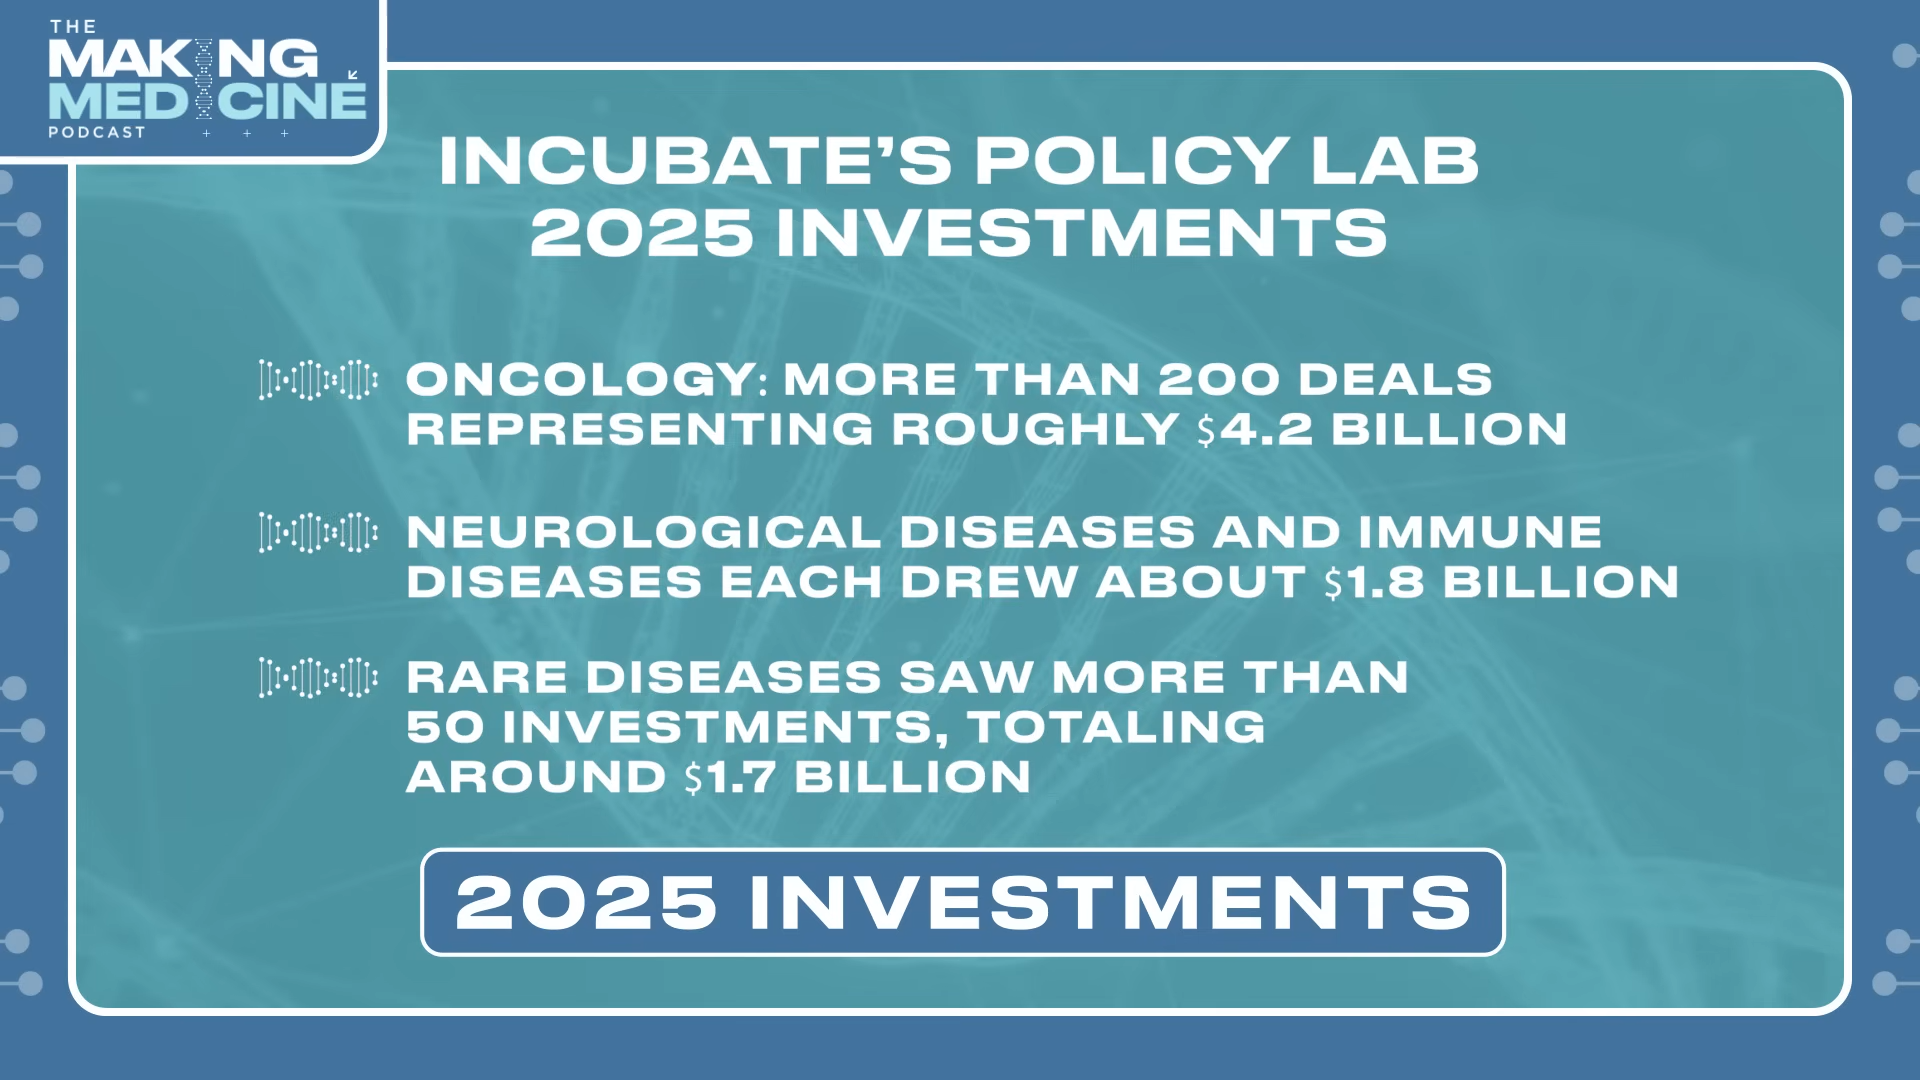 THE
MAKING
MEDICINE
PODCAST
INCUBATE’S POLICY LAB
2025 INVESTMENTS
ONCOLOGY: MORE THAN 200 DEALS
REPRESENTING ROUGHLY $4.2 BILLION
NEUROLOGICAL DISEASES AND IMMUNE
DISEASES EACH DREW ABOUT $1.8 BILLION
RARE DISEASES SAW MORE THAN
50 INVESTMENTS, TOTALING
AROUND $1.7 BILLION
2025 INVESTMENTS